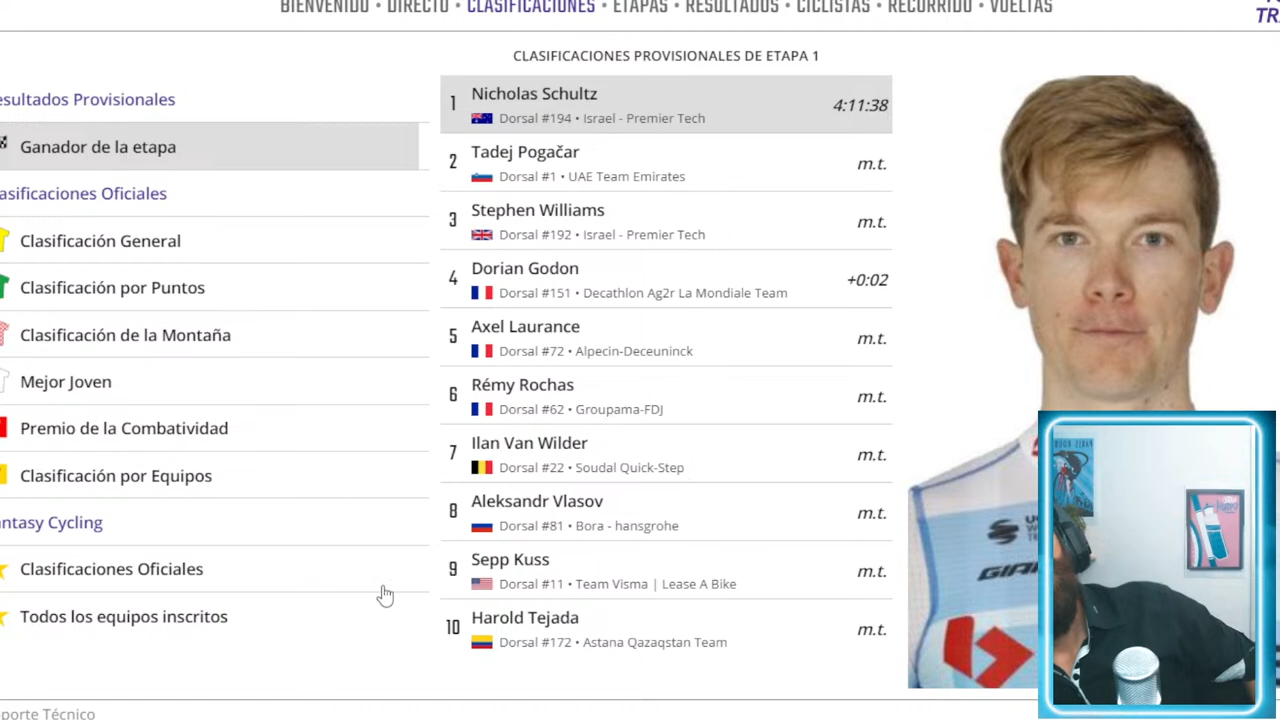 BIENVENIDO • DIRECTO • CLASIFICACIONES • ETAPAS • RESULTADOS • CICLISTAS • RECORRIDO • VUELTAS
TR
CLASIFICACIONES PROVISIONALES DE ETAPA 1
esultados Provisionales
Ganador de la etapa
asificaciones Oficiales
Clasificación General
Clasificación por Puntos
Clasificación de la Montaña
Mejor Joven
Premio de la Combatividad
Clasificación por Equipos
antasy Cycling
Clasificaciones Oficiales
Todos los equipos inscritos
1 Nicholas Schultz 4:11:38
Dorsal #194 • Israel - Premier Tech
2 Tadej Pogačar m.t.
Dorsal #1 • UAE Team Emirates
3 Stephen Williams m.t.
Dorsal #192 • Israel - Premier Tech
4 Dorian Godon +0:02
Dorsal #151 • Decathlon Ag2r La Mondiale Team
5 Axel Laurance m.t.
Dorsal #72 • Alpecin-Deceuninck
6 Rémy Rochas m.t.
Dorsal #62 • Groupama-FDJ
7 Ilan Van Wilder m.t.
Dorsal #22 • Soudal Quick-Step
8 Aleksandr Vlasov m.t.
Dorsal #81 • Bora - hansgrohe
9 Sepp Kuss m.t.
Dorsal #11 • Team Visma | Lease A Bike
10 Harold Tejada m.t.
Dorsal #172 • Astana Qazaqstan Team
GIAN
oporte Técnico